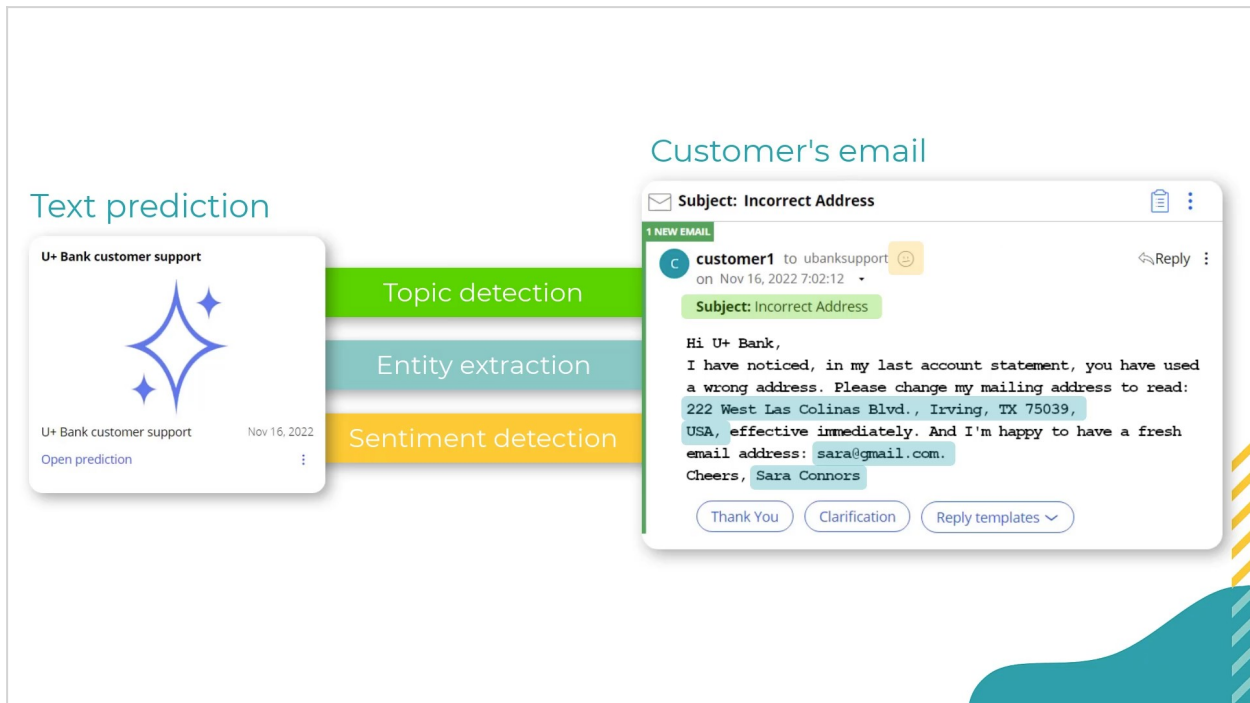 Customer's email
Text prediction
Subject: Incorrect Address
1 NEW EMAIL
U+ Bank customer support
C
customer1 to ubanksupport
Reply
on Nov 16, 2022 7:02:12
Topic detection
Subject: Incorrect Address
Hi U+ Bank,
I have noticed, in my last account statement, you have used
a wrong address. Please change my mailing address to read:
222 West Las Colinas Blvd., Irving, TX 75039,
USA, effective immediately. And I'm happy to have a fresh
email address: sara@gmail.com.
Cheers, Sara Connors
Entity extraction
Sentiment detection
U+ Bank customer support Nov 16, 2022
Open prediction
Thank You Clarification Reply templates